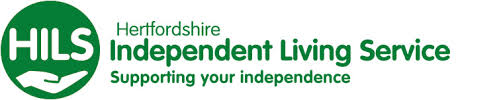 HILS
Hertfordshire
Independent Living Service
Supporting your independence